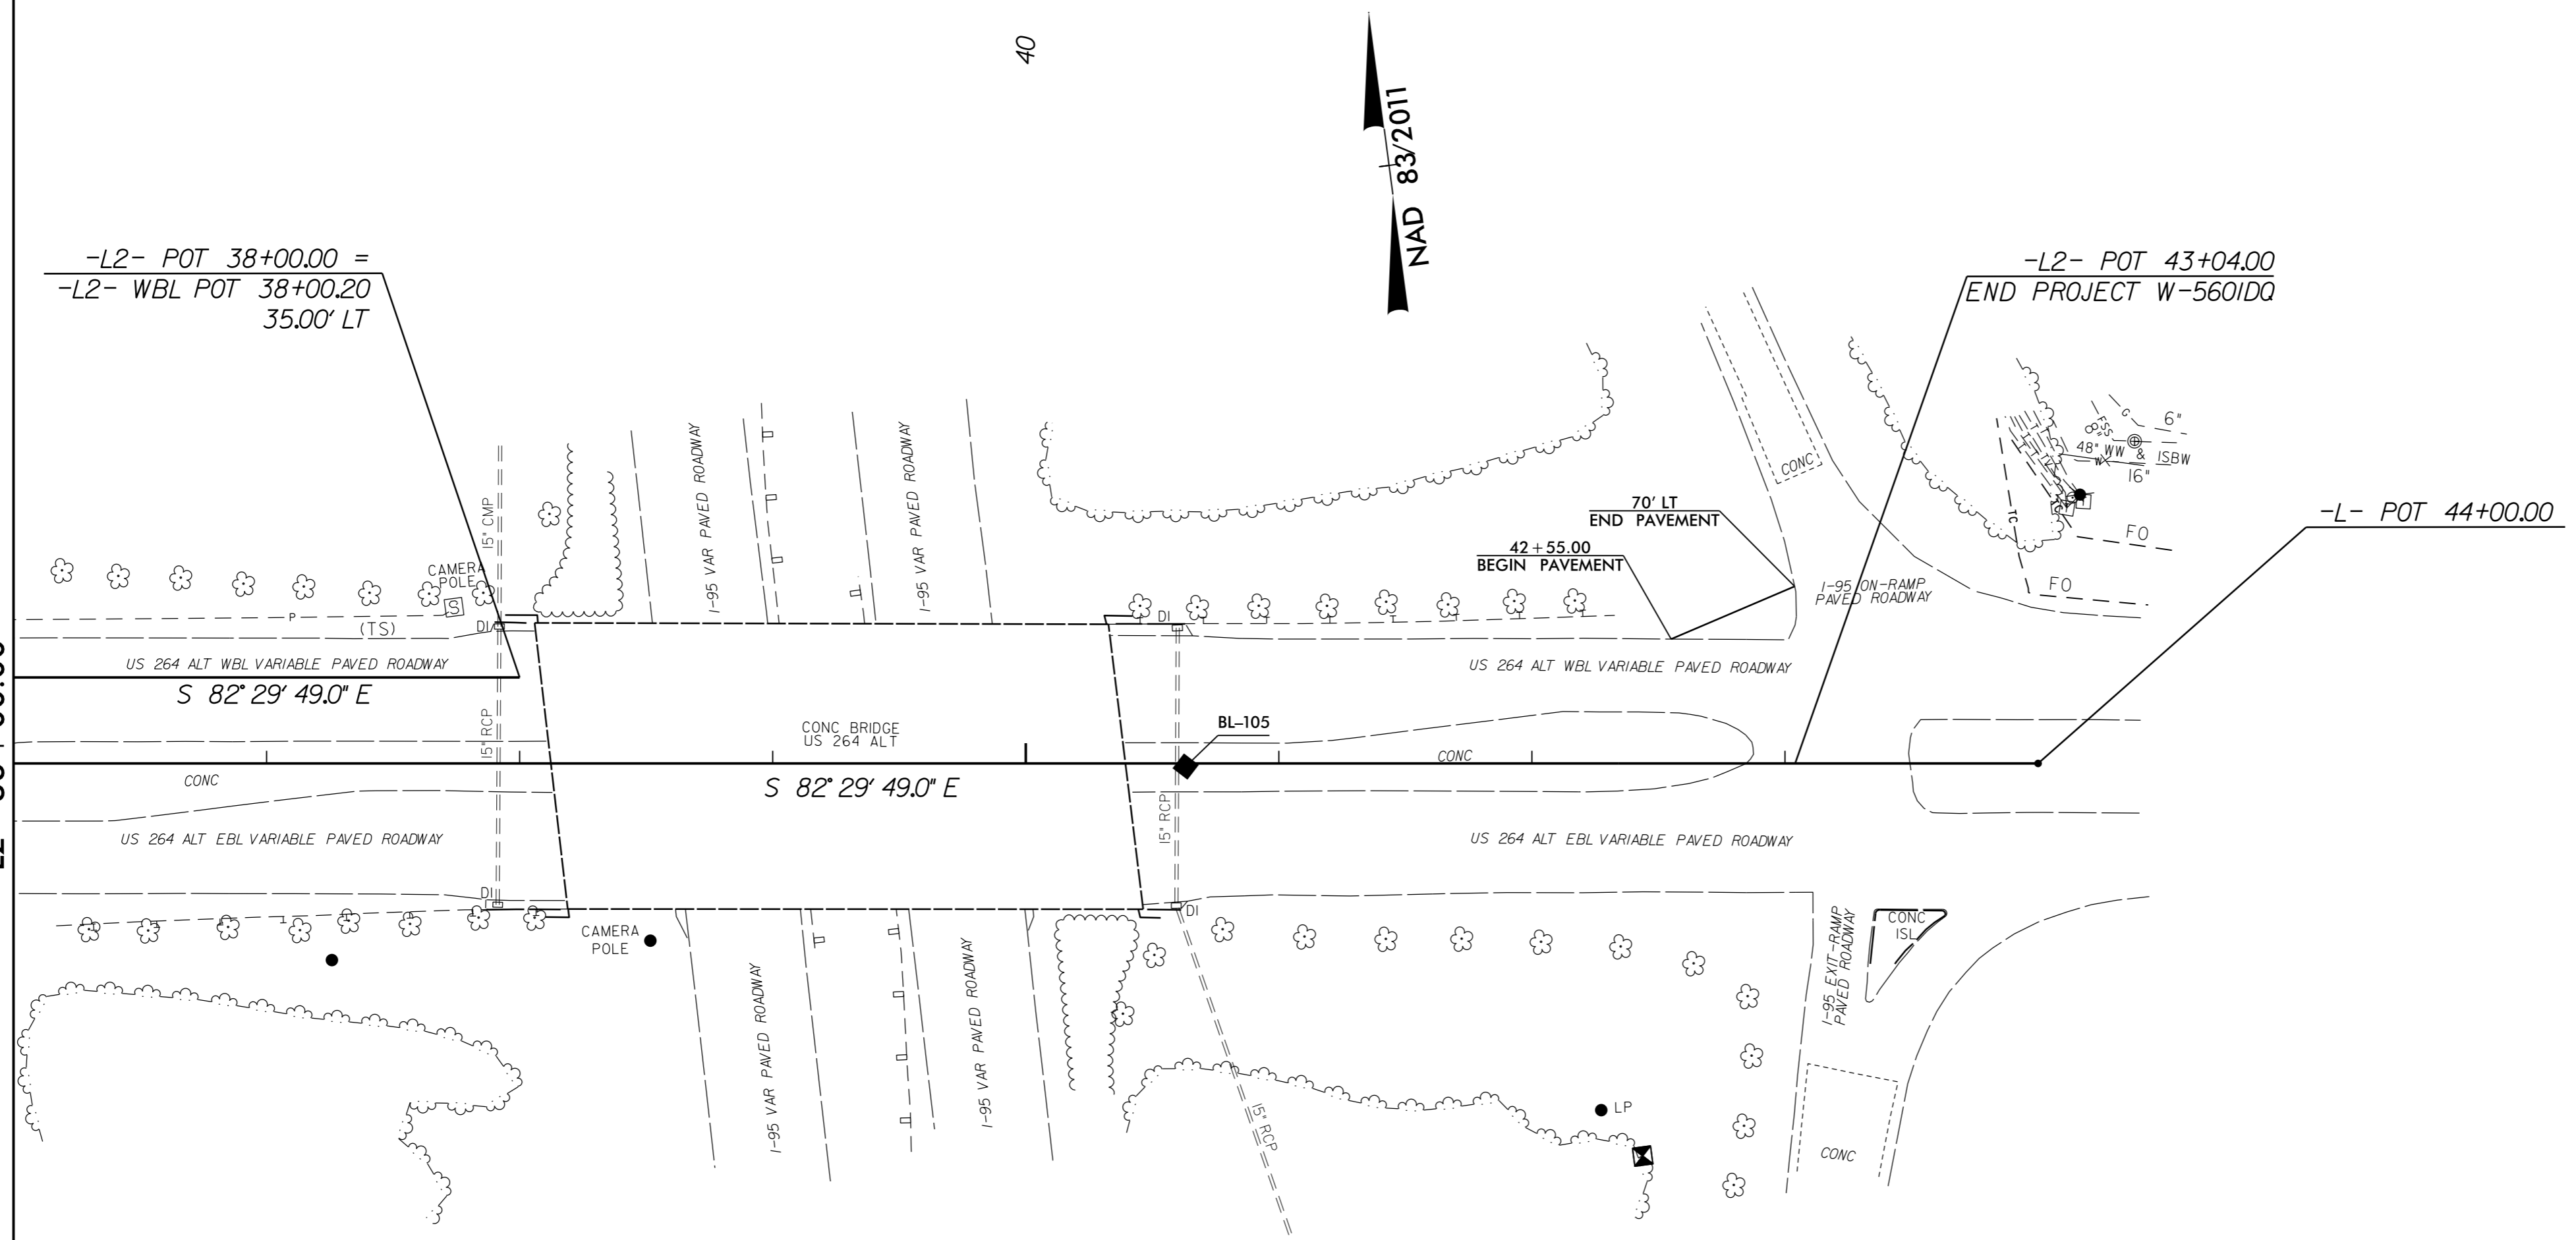 40
NAD 83/2011
-L2- POT 38+00.00 =
-L2- WBL POT 38+00.20
35.00' LT
-L2- POT 43+04.00
END PROJECT W-5601DQ
-L- POT 44+00.00
70' LT
END PAVEMENT
42+55.00
BEGIN PAVEMENT
CONC
6"
G
8"
FSS
48" WW & ISBW
W
16"
TC
FO
FO
I-95 ON-RAMP
PAVED ROADWAY
15" CMP
I-95 VAR PAVED ROADWAY
I-95 VAR PAVED ROADWAY
CAMERA
POLE
S
P
(TS)
DI
DI
US 264 ALT WBL VARIABLE PAVED ROADWAY
US 264 ALT WBL VARIABLE PAVED ROADWAY
S 82° 29' 49.0" E
15" RCP
CONC BRIDGE
US 264 ALT
BL-105
CONC
CONC
S 82° 29' 49.0" E
15" RCP
US 264 ALT EBL VARIABLE PAVED ROADWAY
US 264 ALT EBL VARIABLE PAVED ROADWAY
DI
DI
CAMERA
POLE
I-95 VAR PAVED ROADWAY
I-95 VAR PAVED ROADWAY
I-95 EXIT-RAMP
PAVED ROADWAY
CONC
ISL
15" RCP
LP
CONC